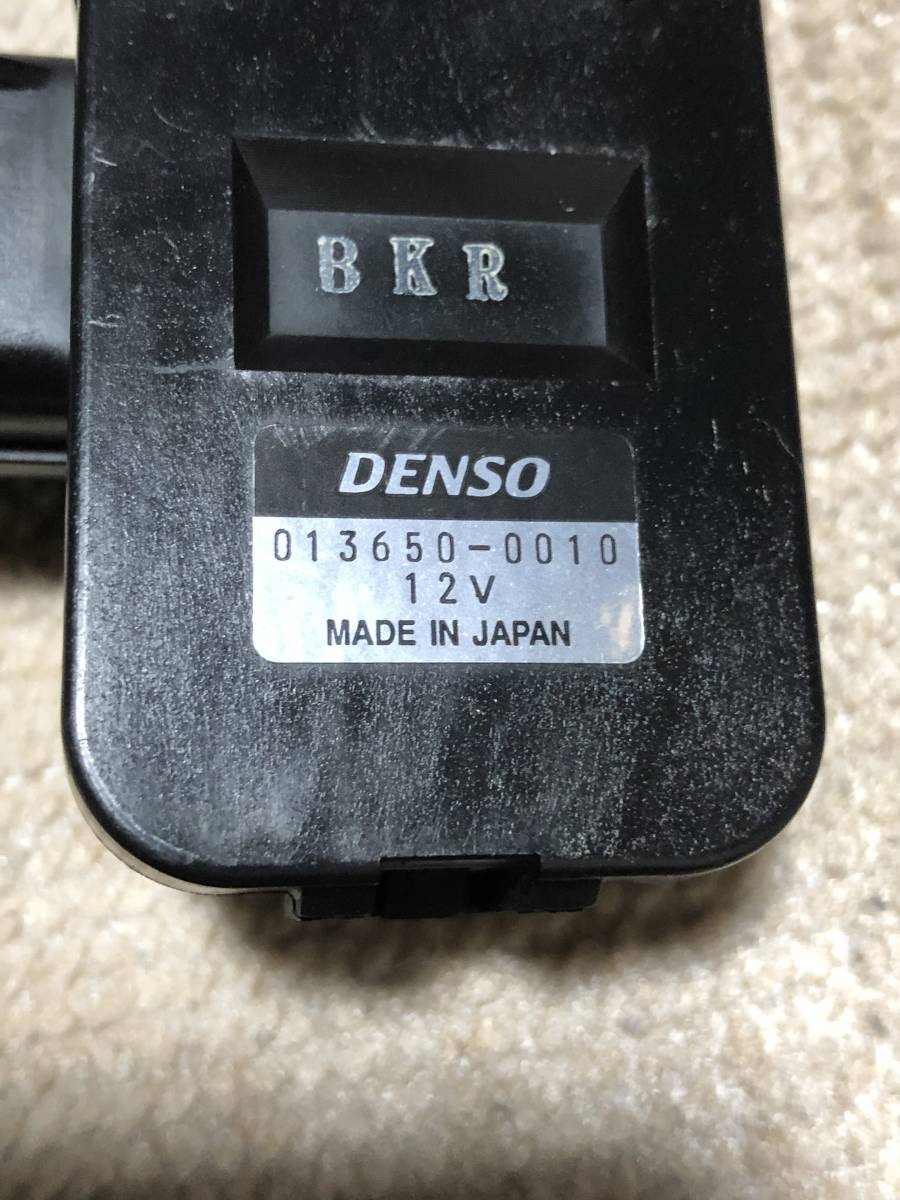 BKR
DENSO
013650-0010
12V
MADE IN JAPAN